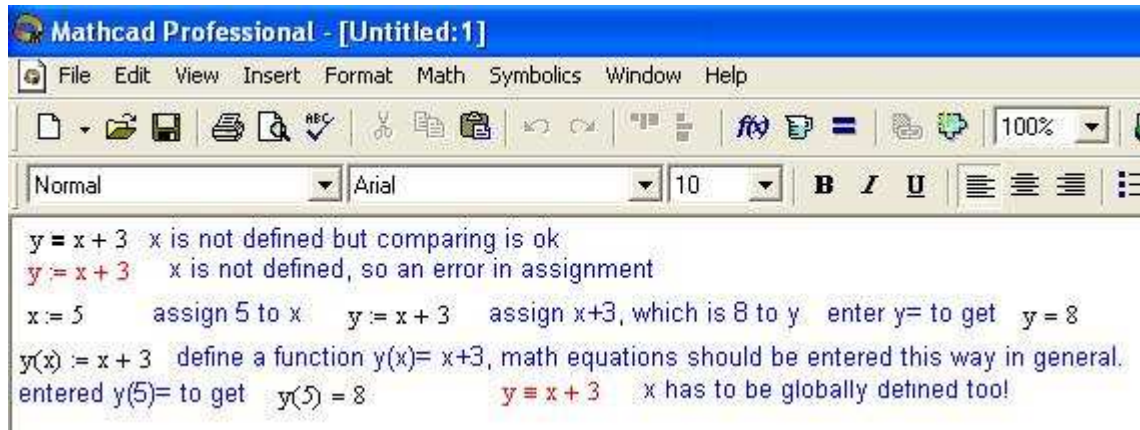 Mathcad Professional - [Untitled:1]
File Edit View Insert Format Math Symbolics Window Help
ABC f(x) 100%
Normal Arial 10 B I U
y = x + 3 x is not defined but comparing is ok
y := x + 3 x is not defined, so an error in assignment
x := 5 assign 5 to x y := x + 3 assign x+3, which is 8 to y enter y= to get y = 8
y(x) := x + 3 define a function y(x)= x+3, math equations should be entered this way in general.
entered y(5)= to get y(5) = 8 y ≡ x + 3 x has to be globally defined too!